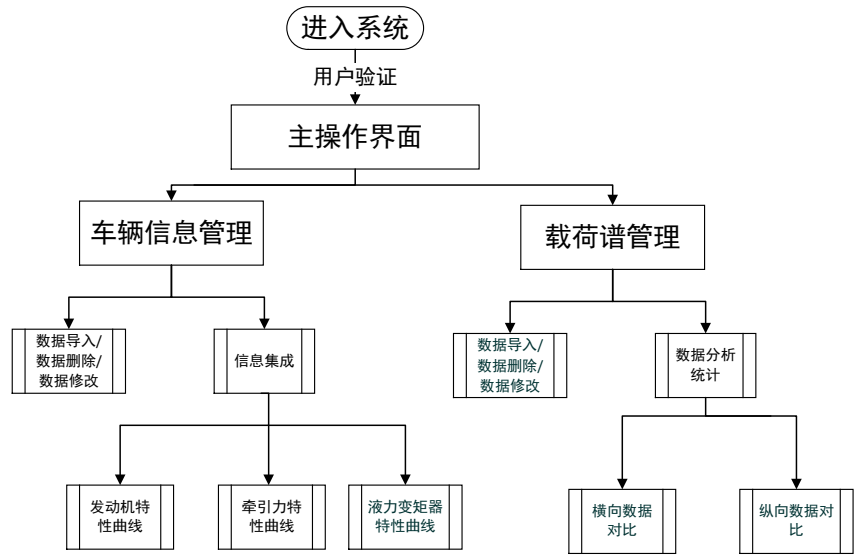 进入系统
用户验证
主操作界面
车辆信息管理
载荷谱管理
数据导入/
数据删除/
数据修改
信息集成
数据导入/
数据删除/
数据修改
数据分析
统计
发动机特
性曲线
牵引力特
性曲线
液力变矩器
特性曲线
横向数据
对比
纵向数据对
比